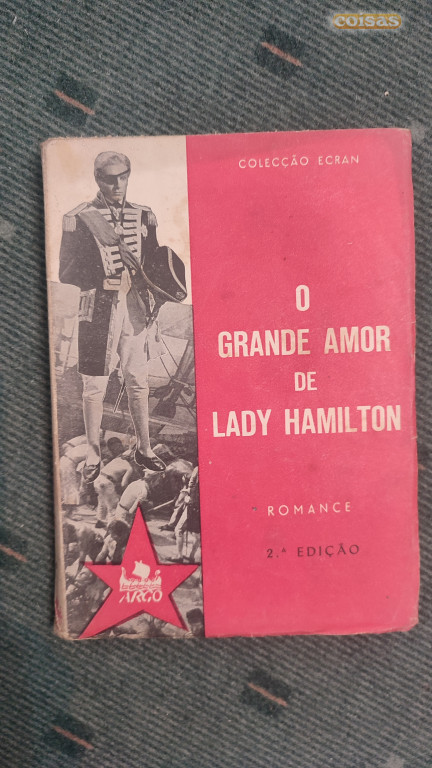 coisas
COLECÇÃO ECRAN
O
GRANDE AMOR
DE
LADY HAMILTON
ROMANCE
2.ª EDIÇÃO
ARGO